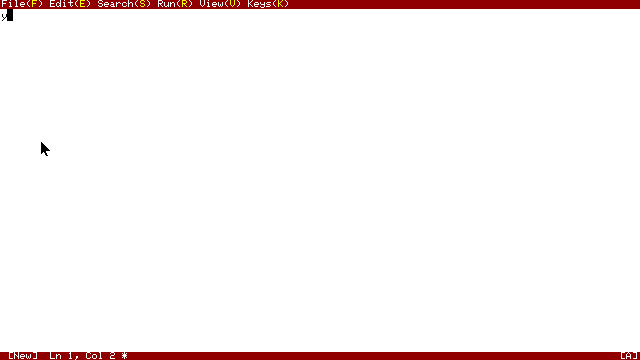 File(F) Edit(E) Search(S) Run(R) View(V) Keys(K)
y
[New] Ln 1, Col 2 * [A]